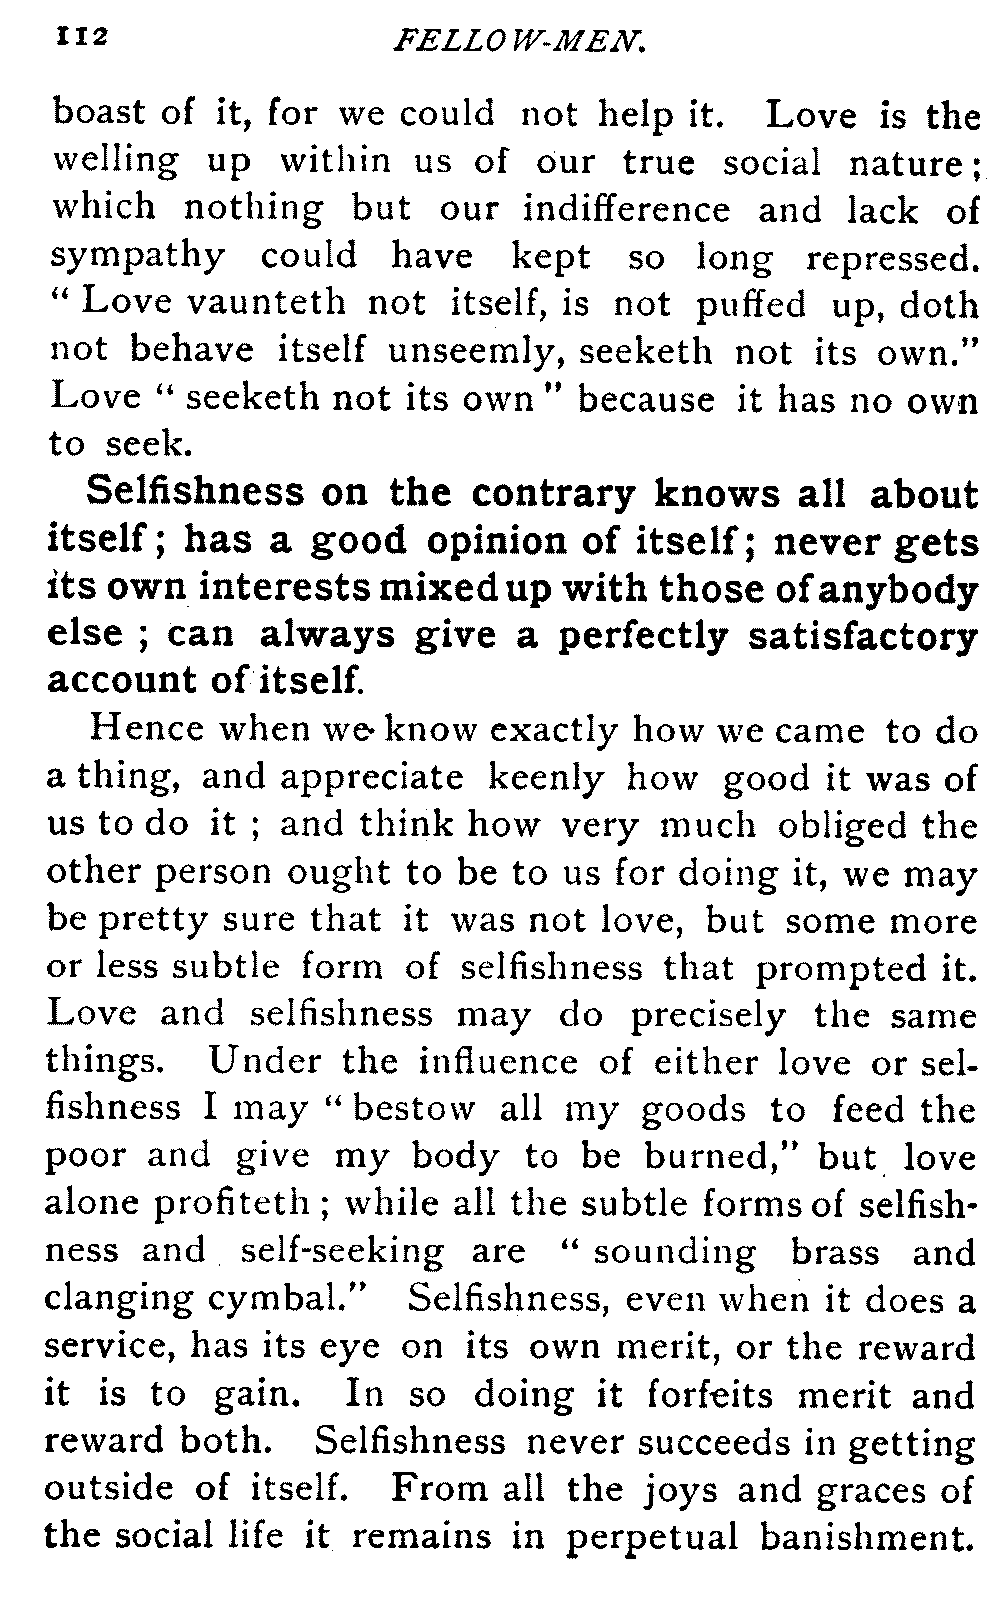 112 FELLOW-MEN.
boast of it, for we could not help it. Love is the
welling up within us of our true social nature;
which nothing but our indifference and lack of
sympathy could have kept so long repressed.
“ Love vaunteth not itself, is not puffed up, doth
not behave itself unseemly, seeketh not its own.”
Love “ seeketh not its own ” because it has no own
to seek.
Selfishness on the contrary knows all about
itself ; has a good opinion of itself ; never gets
its own interests mixed up with those of anybody
else ; can always give a perfectly satisfactory
account of itself.
Hence when we know exactly how we came to do
a thing, and appreciate keenly how good it was of
us to do it ; and think how very much obliged the
other person ought to be to us for doing it, we may
be pretty sure that it was not love, but some more
or less subtle form of selfishness that prompted it.
Love and selfishness may do precisely the same
things. Under the influence of either love or sel-
fishness I may “ bestow all my goods to feed the
poor and give my body to be burned,” but love
alone profiteth ; while all the subtle forms of selfish-
ness and self-seeking are “ sounding brass and
clanging cymbal.” Selfishness, even when it does a
service, has its eye on its own merit, or the reward
it is to gain. In so doing it forfeits merit and
reward both. Selfishness never succeeds in getting
outside of itself. From all the joys and graces of
the social life it remains in perpetual banishment.